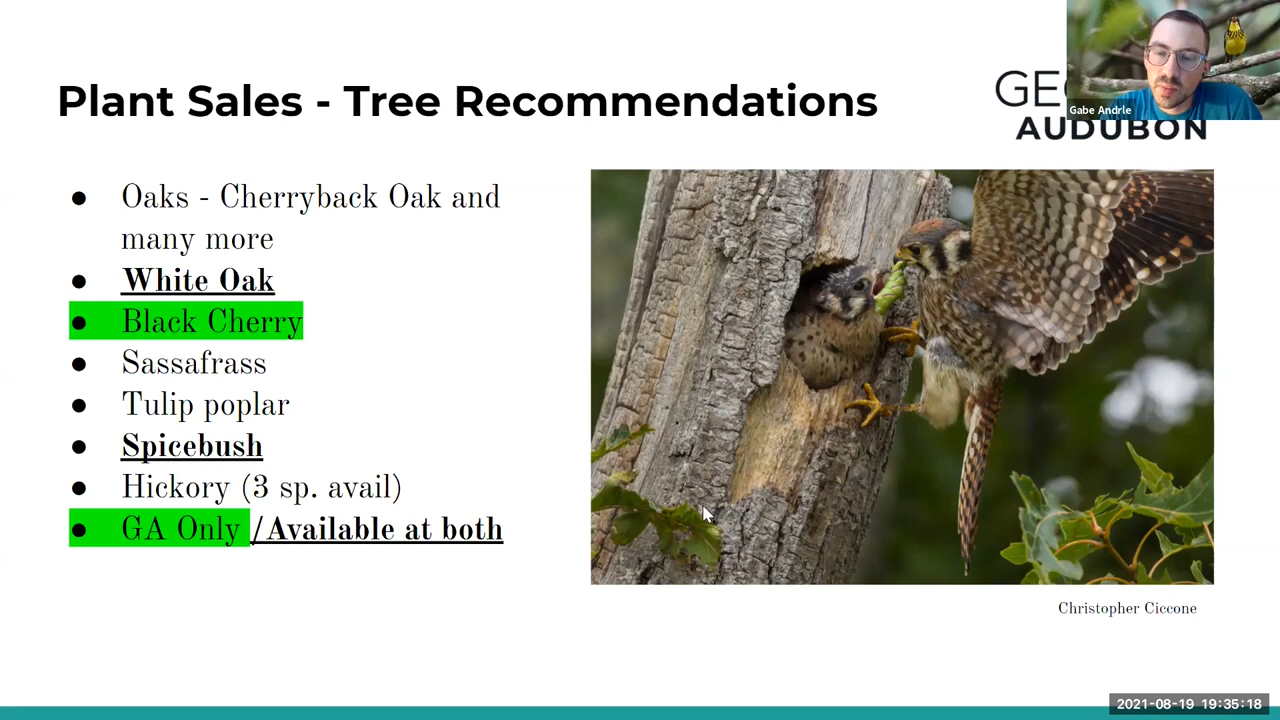 Plant Sales - Tree Recommendations
GE
AUDUBON
Gabe Andrle
● Oaks - Cherryback Oak and
many more
● White Oak
● Black Cherry
● Sassafrass
● Tulip poplar
● Spicebush
● Hickory (3 sp. avail)
● GA Only /Available at both
Christopher Ciccone
2021-08-19 19:35:18